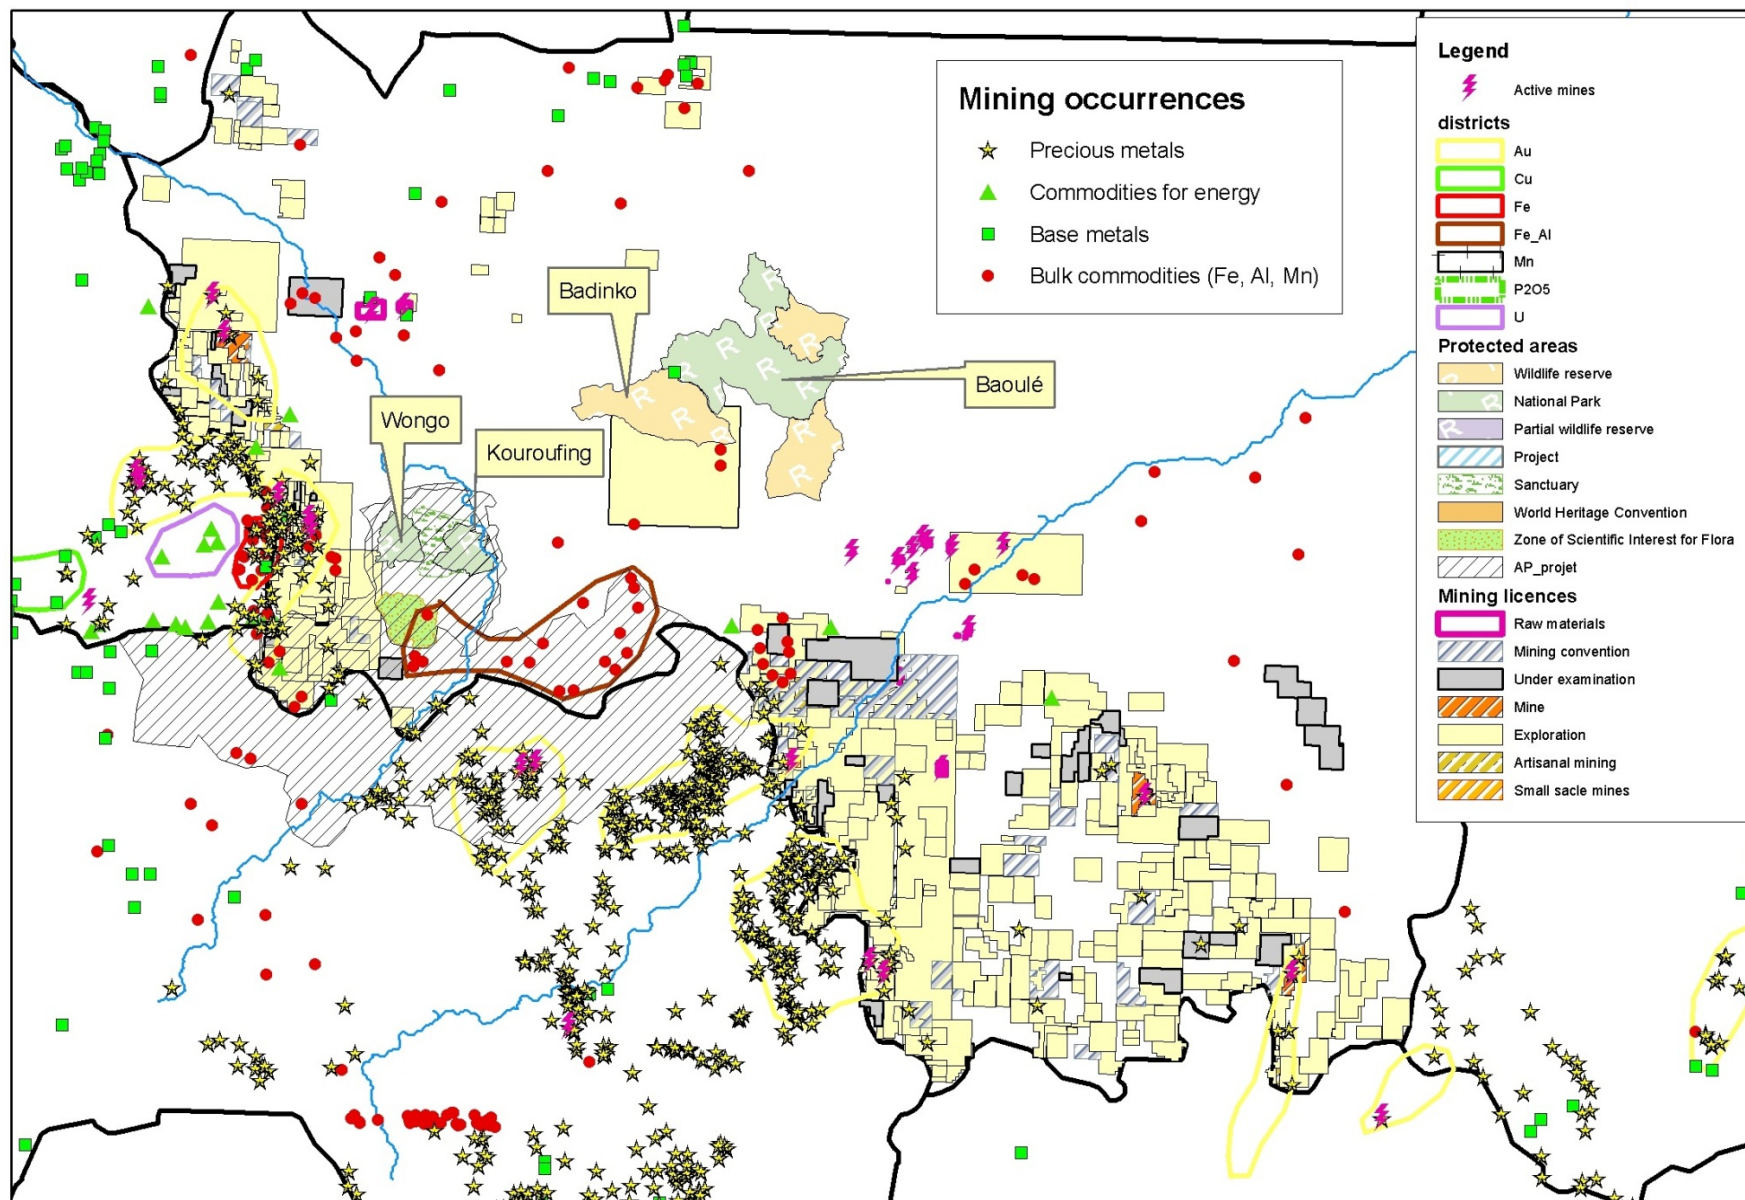 Mining occurrences
Precious metals
Commodities for energy
Base metals
Bulk commodities (Fe, Al, Mn)
Badinko
Baoulé
Wongo
Kouroufing
R
R
R
R
R
R
R
R
R
R
R
R
Legend
Active mines
districts
Au
Cu
Fe
Fe_Al
Mn
P2O5
U
Protected areas
Wildlife reserve
National Park
Partial wildlife reserve
Project
Sanctuary
World Heritage Convention
Zone of Scientific Interest for Flora
AP_projet
Mining licences
Raw materials
Mining convention
Under examination
Mine
Exploration
Artisanal mining
Small sacle mines